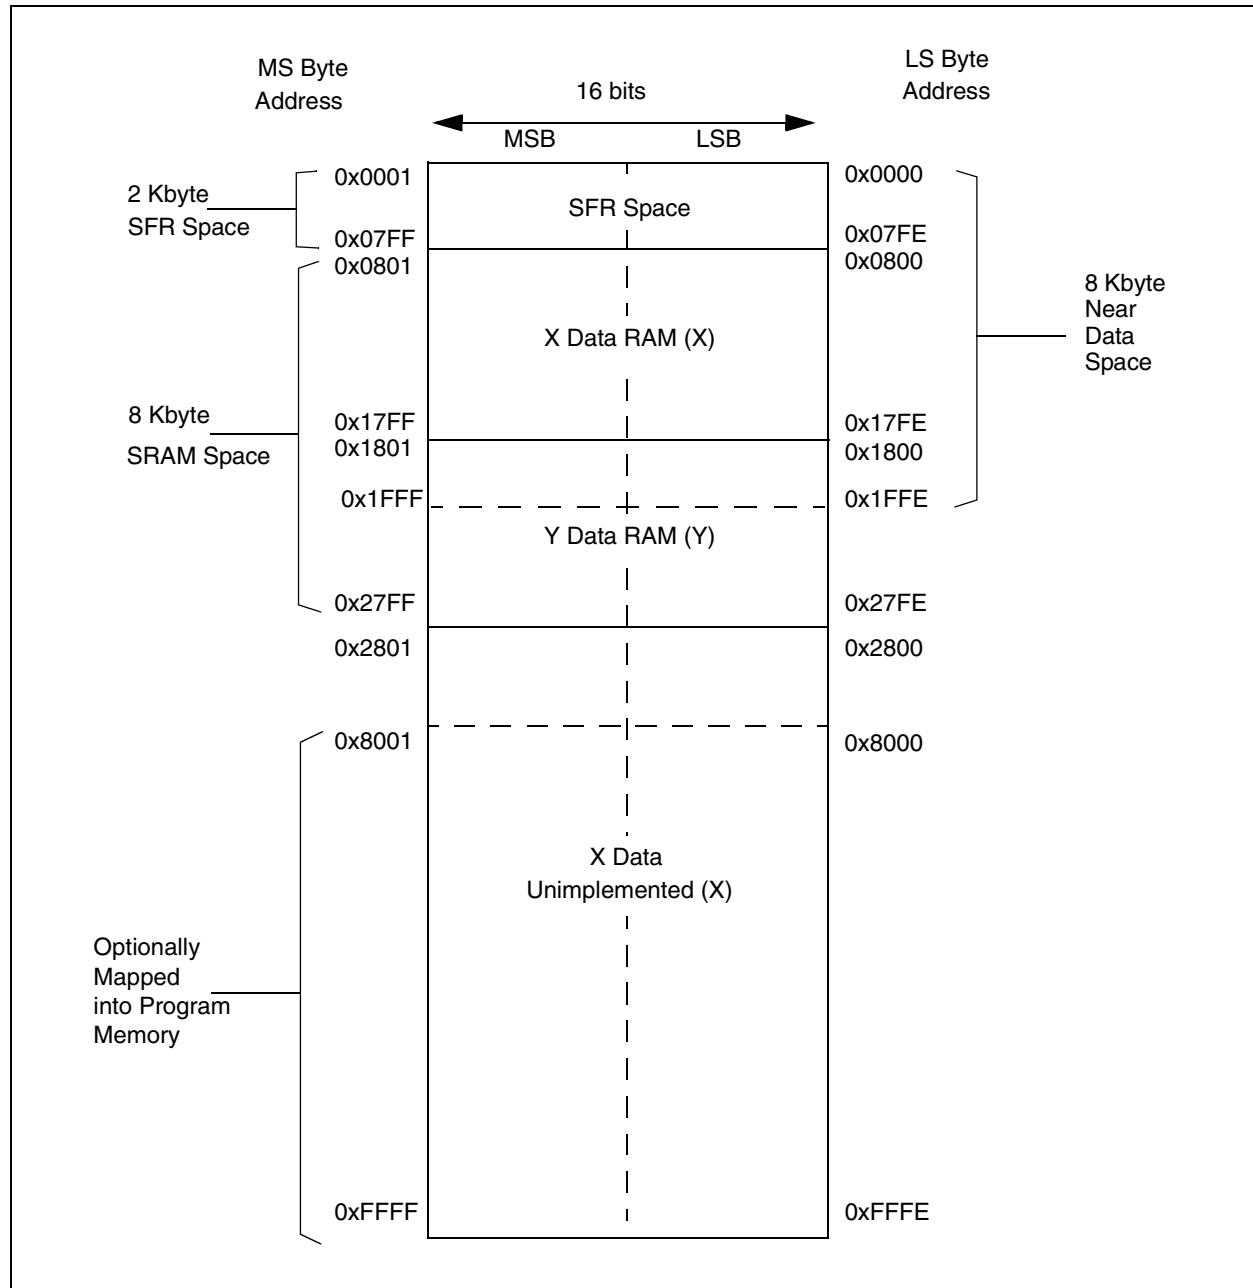 MS Byte
Address
16 bits
LS Byte
Address
MSB
LSB
0x0001
0x0000
2 Kbyte
SFR Space
SFR Space
0x07FF
0x07FE
0x0801
0x0800
8 Kbyte
Near
Data
Space
X Data RAM (X)
8 Kbyte
SRAM Space
0x17FF
0x17FE
0x1801
0x1800
0x1FFF
0x1FFE
Y Data RAM (Y)
0x27FF
0x27FE
0x2801
0x2800
0x8001
0x8000
X Data
Unimplemented (X)
Optionally
Mapped
into Program
Memory
0xFFFF
0xFFFE